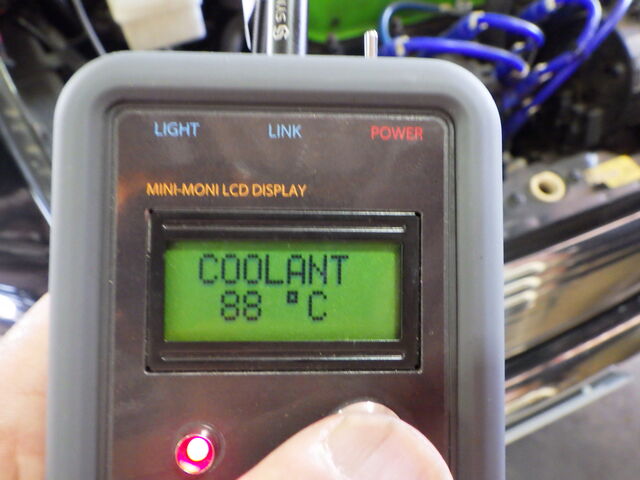 LIGHT LINK POWER
MINI-MONI LCD DISPLAY
COOLANT
88 °C